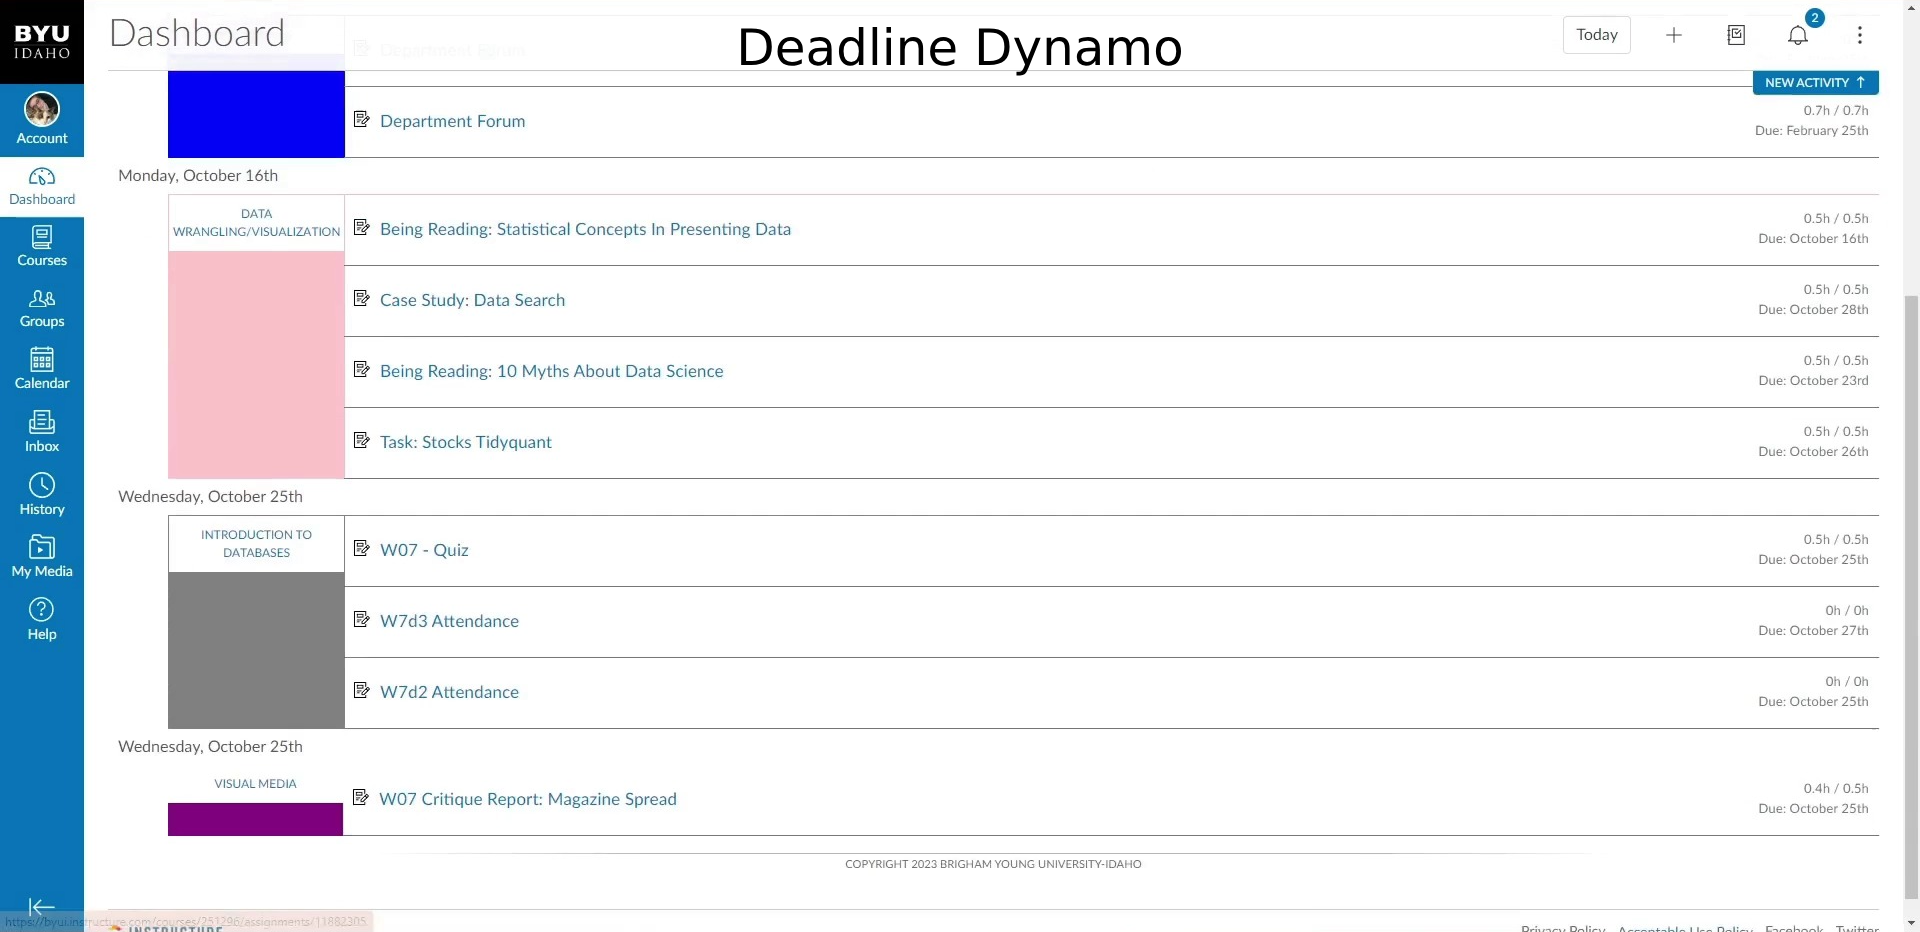 BYU
IDAHO
Dashboard
Department Forum
Deadline Dynamo
Today
2
NEW ACTIVITY
Account
Dashboard
Courses
Groups
Calendar
Inbox
History
My Media
Help
Department Forum
0.7h / 0.7h
Due: February 25th
Monday, October 16th
DATA
WRANGLING/VISUALIZATION
Being Reading: Statistical Concepts In Presenting Data
0.5h / 0.5h
Due: October 16th
Case Study: Data Search
0.5h / 0.5h
Due: October 28th
Being Reading: 10 Myths About Data Science
0.5h / 0.5h
Due: October 23rd
Task: Stocks Tidyquant
0.5h / 0.5h
Due: October 26th
Wednesday, October 25th
INTRODUCTION TO
DATABASES
W07 - Quiz
0.5h / 0.5h
Due: October 25th
W7d3 Attendance
0h / 0h
Due: October 27th
W7d2 Attendance
0h / 0h
Due: October 25th
Wednesday, October 25th
VISUAL MEDIA
W07 Critique Report: Magazine Spread
0.4h / 0.5h
Due: October 25th
COPYRIGHT 2023 BRIGHAM YOUNG UNIVERSITY-IDAHO
https://byui.instructure.com/courses/251296/assignments/11882305
INSTRUCTURE
Privacy Policy Acceptable Use Policy Facebook Twitter